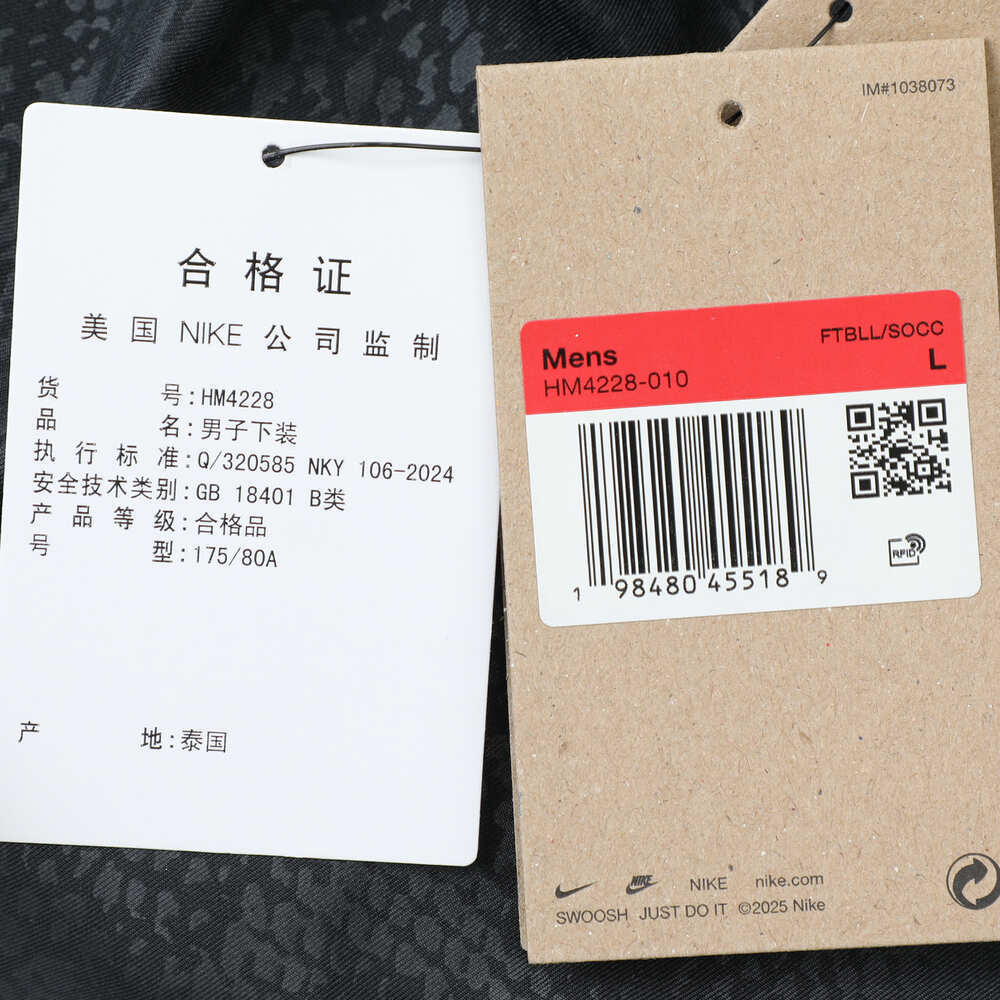 合格证
美国 NIKE 公司监制
货号:HM4228
品名:男子下装
执行标准:Q/320585 NKY 106-2024
安全技术类别:GB 18401 B类
产品等级:合格品
号型:175/80A
产地:泰国
IM#1038073
Mens
HM4228-010
FTBLL/SOCC
L
1 98480 45518 9
RFID
NIKE NIKE nike.com
SWOOSH JUST DO IT ©2025 Nike